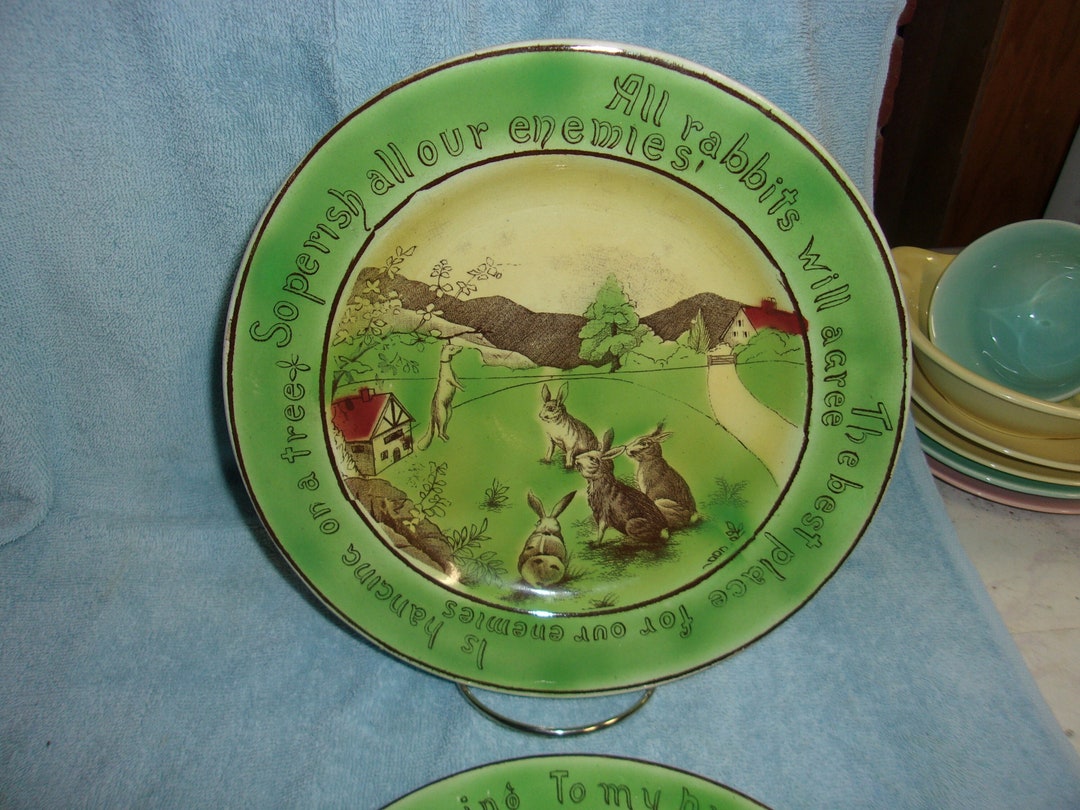 All rabbits will agree
The best place for our enemies
Is hanging on a tree
So perish all our enemies!
To my